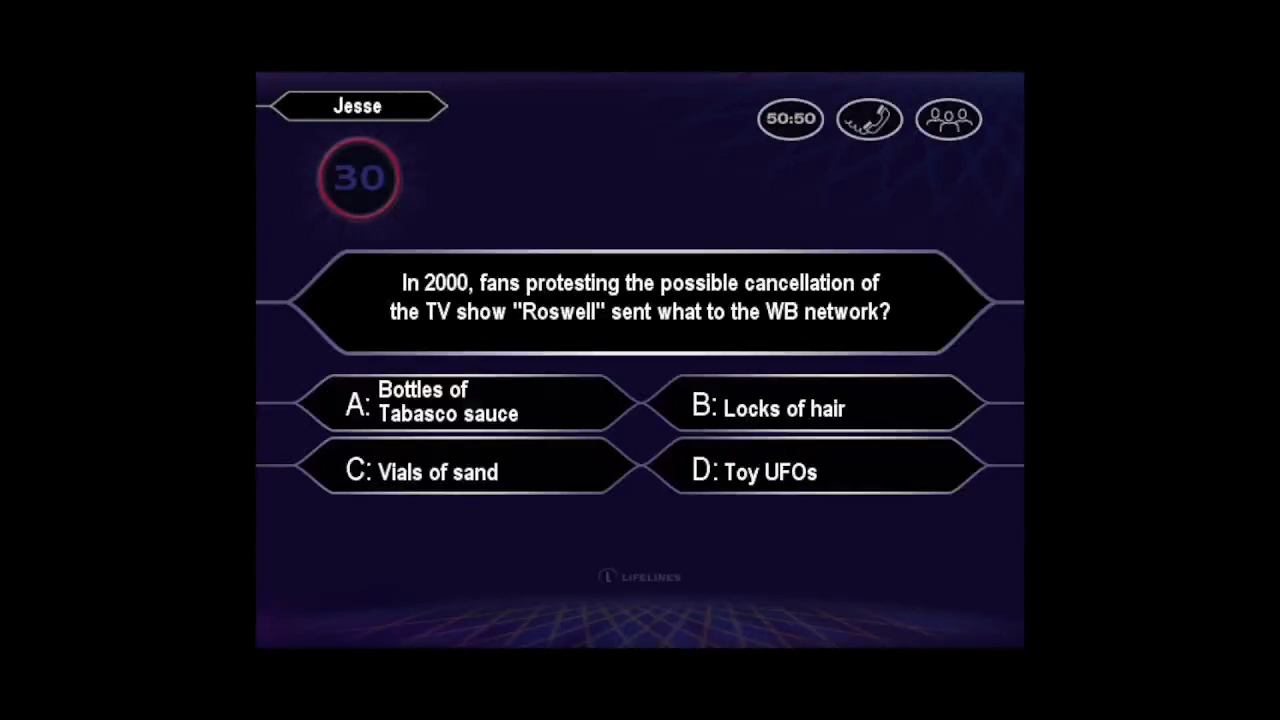 Jesse
50:50
30
In 2000, fans protesting the possible cancellation of
the TV show "Roswell" sent what to the WB network?
A: Bottles of
Tabasco sauce
B: Locks of hair
C: Vials of sand
D: Toy UFOs
L LIFELINES